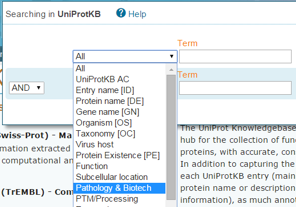 Searching in UniProtKB Help
Term
All
All
Term
UniProtKB AC
AND
Entry name [ID]
Protein name [DE]
Gene name [GN]
Organism [OS]
Taxonomy [OC]
Virus host
Protein Existence [PE]
Function
Subcellular location
Pathology & Biotech
PTM/Processing
Swiss-Prot) - Ma
mation extracted
computational an
(TrEMBL) - Con
The UniProt Knowledgebase
hub for the collection of func
proteins, with accurate, con
In addition to capturing the
each UniProtKB entry (main
protein name or description
information), as much annot